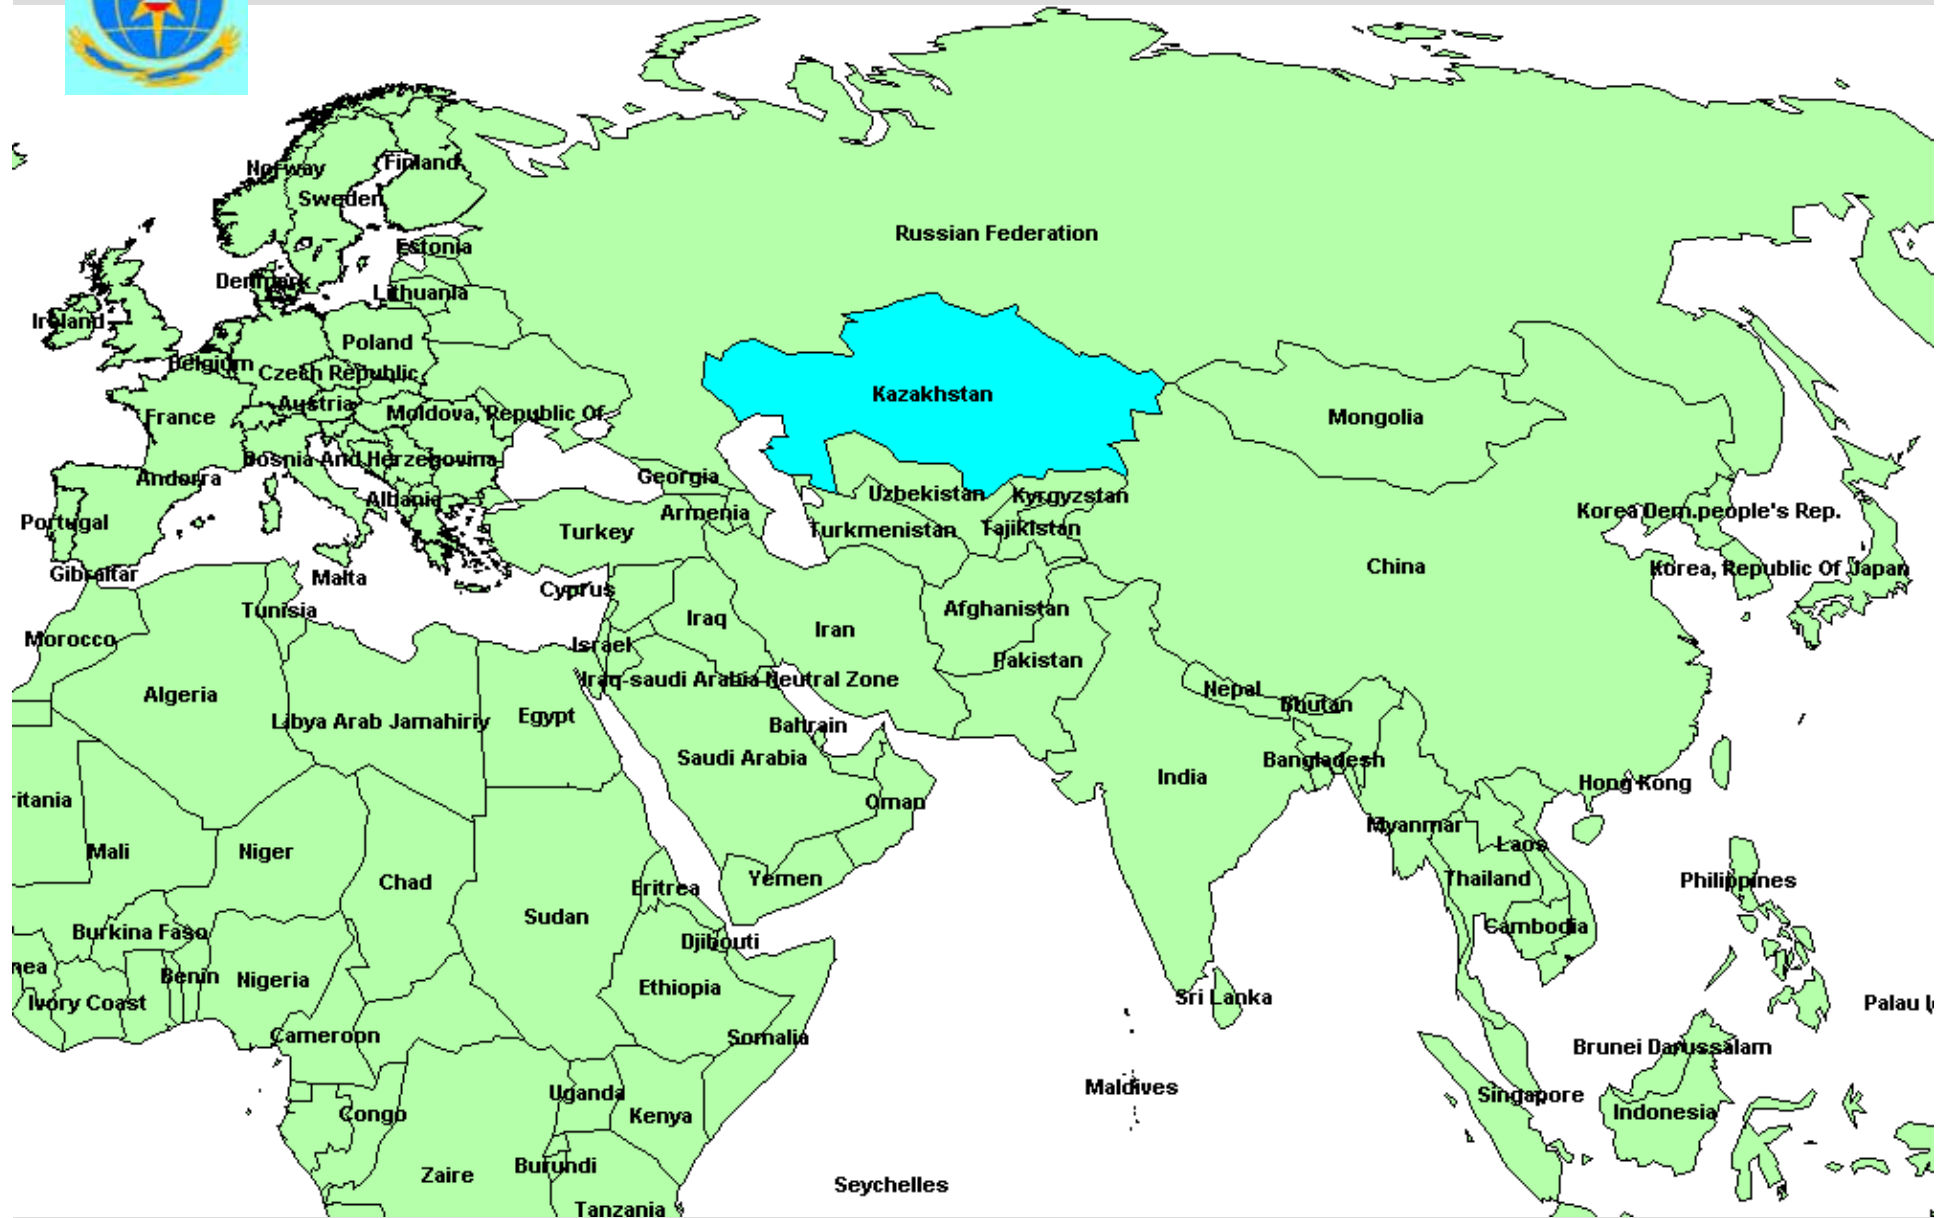 Norway
Finland
Sweden
Russian Federation
Estonia
Denmark
Lithuania
Ireland
Poland
Belgium
Czech Republic
Kazakhstan
Austria
Moldova, Republic Of
France
Mongolia
Bosnia And Herzegovina
Georgia
Andorra
Albania
Uzbekistan
Kyrgyzstan
Armenia
Korea Dem.people's Rep.
Portugal
Turkey
Turkmenistan
Tajikistan
China
Korea, Republic Of
Japan
Gibraltar
Malta
Cyprus
Afghanistan
Tunisia
Iraq
Iran
Morocco
Israel
Pakistan
Iraq-saudi Arabia Neutral Zone
Nepal
Algeria
Bhutan
Libya Arab Jamahiriy
Egypt
Bahrain
Saudi Arabia
Bangladesh
India
Hong Kong
ritania
Oman
Myanmar
Laos
Mali
Niger
Chad
Yemen
Thailand
Philippines
Eritrea
Sudan
Cambodia
Burkina Faso
Djibouti
nea
Benin
Nigeria
Ethiopia
Sri Lanka
Ivory Coast
Palau
Cameroon
Somalia
Brunei Darussalam
Maldives
Uganda
Singapore
Congo
Kenya
Indonesia
Burundi
Zaire
Seychelles
Tanzania